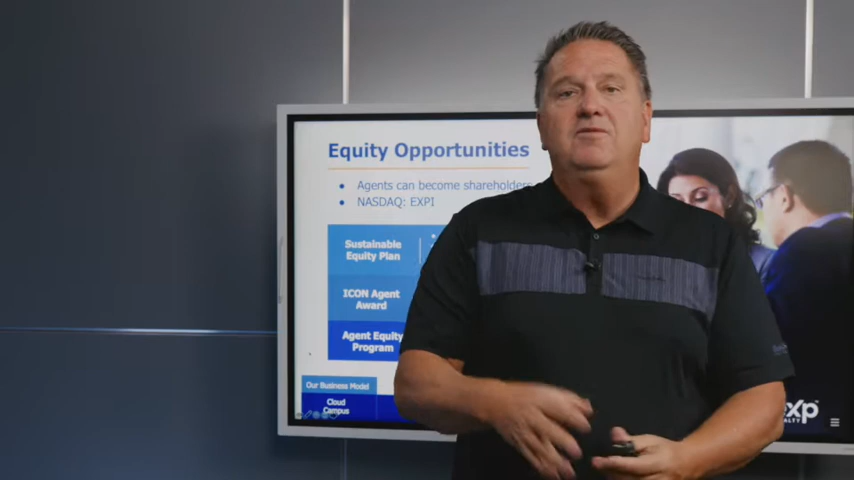 Equity Opportunities
Agents can become shareholders
NASDAQ: EXPI
Sustainable
Equity Plan
ICON Agent
Award
Agent Equity
Program
Our Business Model
Cloud
Campus
exp